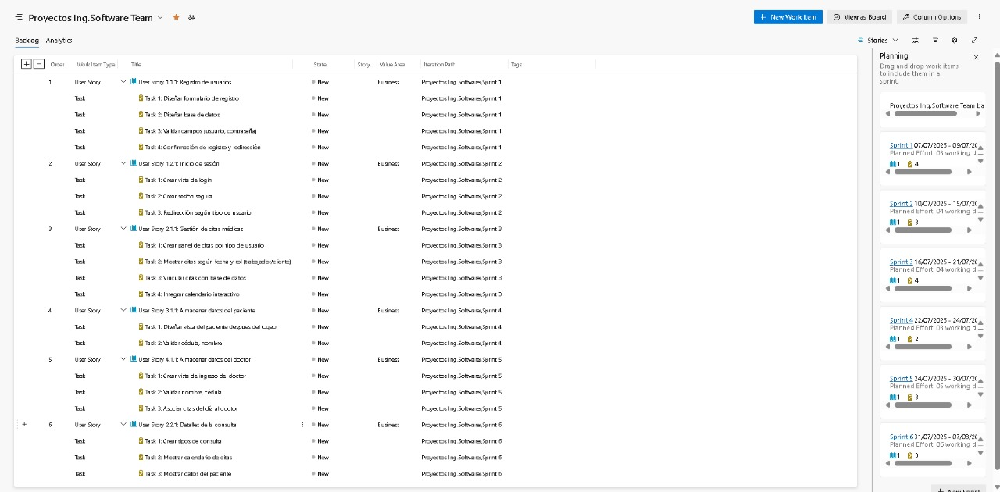 Proyectos Ing.Software Team
New Work Item
View as Board
Column Options
Backlog Analytics
Stories
Order Work Item Type Title State Story... Value Area Iteration Path Tags
1 User Story User Story 1.1.1: Registro de usuarios New Business Proyectos Ing.Software\Sprint 1
Task Task 1: Diseñar formulario de registro New Proyectos Ing.Software\Sprint 1
Task Task 2: Diseñar base de datos New Proyectos Ing.Software\Sprint 1
Task Task 3: Validar campos (usuario, contraseña) New Proyectos Ing.Software\Sprint 1
Task Task 4: Confirmación de registro y redirección New Proyectos Ing.Software\Sprint 1
2 User Story User Story 1.2.1: Inicio de sesión New Business Proyectos Ing.Software\Sprint 2
Task Task 1: Crear vista de login New Proyectos Ing.Software\Sprint 2
Task Task 2: Crear sesión segura New Proyectos Ing.Software\Sprint 2
Task Task 3: Redirección según tipo de usuario New Proyectos Ing.Software\Sprint 2
3 User Story User Story 2.1.1: Gestión de citas médicas New Business Proyectos Ing.Software\Sprint 3
Task Task 1: Crear panel de citas por tipo de usuario New Proyectos Ing.Software\Sprint 3
Task Task 2: Mostrar citas según fecha y rol (trabajador/cliente) New Proyectos Ing.Software\Sprint 3
Task Task 3: Vincular citas con base de datos New Proyectos Ing.Software\Sprint 3
Task Task 4: Integrar calendario interactivo New Proyectos Ing.Software\Sprint 3
4 User Story User Story 3.1.1: Almacenar datos del paciente New Business Proyectos Ing.Software\Sprint 4
Task Task 1: Diseñar vista del paciente despues del logeo New Proyectos Ing.Software\Sprint 4
Task Task 2: Validar cédula, nombre New Proyectos Ing.Software\Sprint 4
5 User Story User Story 4.1.1: Almacenar datos del doctor New Business Proyectos Ing.Software\Sprint 5
Task Task 1: Crear vista de ingreso del doctor New Proyectos Ing.Software\Sprint 5
Task Task 2: Validar nombre, cédula New Proyectos Ing.Software\Sprint 5
Task Task 3: Asociar citas del día al doctor New Proyectos Ing.Software\Sprint 5
6 User Story User Story 2.2.1: Detalles de la consulta New Business Proyectos Ing.Software\Sprint 6
Task Task 1: Crear tipos de consulta New Proyectos Ing.Software\Sprint 6
Task Task 2: Mostrar calendario de citas New Proyectos Ing.Software\Sprint 6
Task Task 3: Mostrar datos del paciente New Proyectos Ing.Software\Sprint 6
Planning
Drag and drop work items
to include them in a
sprint.
Proyectos Ing.Software Team ba
Sprint 1 07/07/2025 - 09/07/20
Planned Effort: 03 working d
1 4
Sprint 2 10/07/2025 - 15/07/20
Planned Effort: 04 working d
1 3
Sprint 3 16/07/2025 - 21/07/20
Planned Effort: 04 working d
1 4
Sprint 4 22/07/2025 - 24/07/20
Planned Effort: 03 working d
1 2
Sprint 5 24/07/2025 - 30/07/20
Planned Effort: 05 working d
1 3
Sprint 6 31/07/2025 - 07/08/20
Planned Effort: 06 working d
1 3
New Sprint